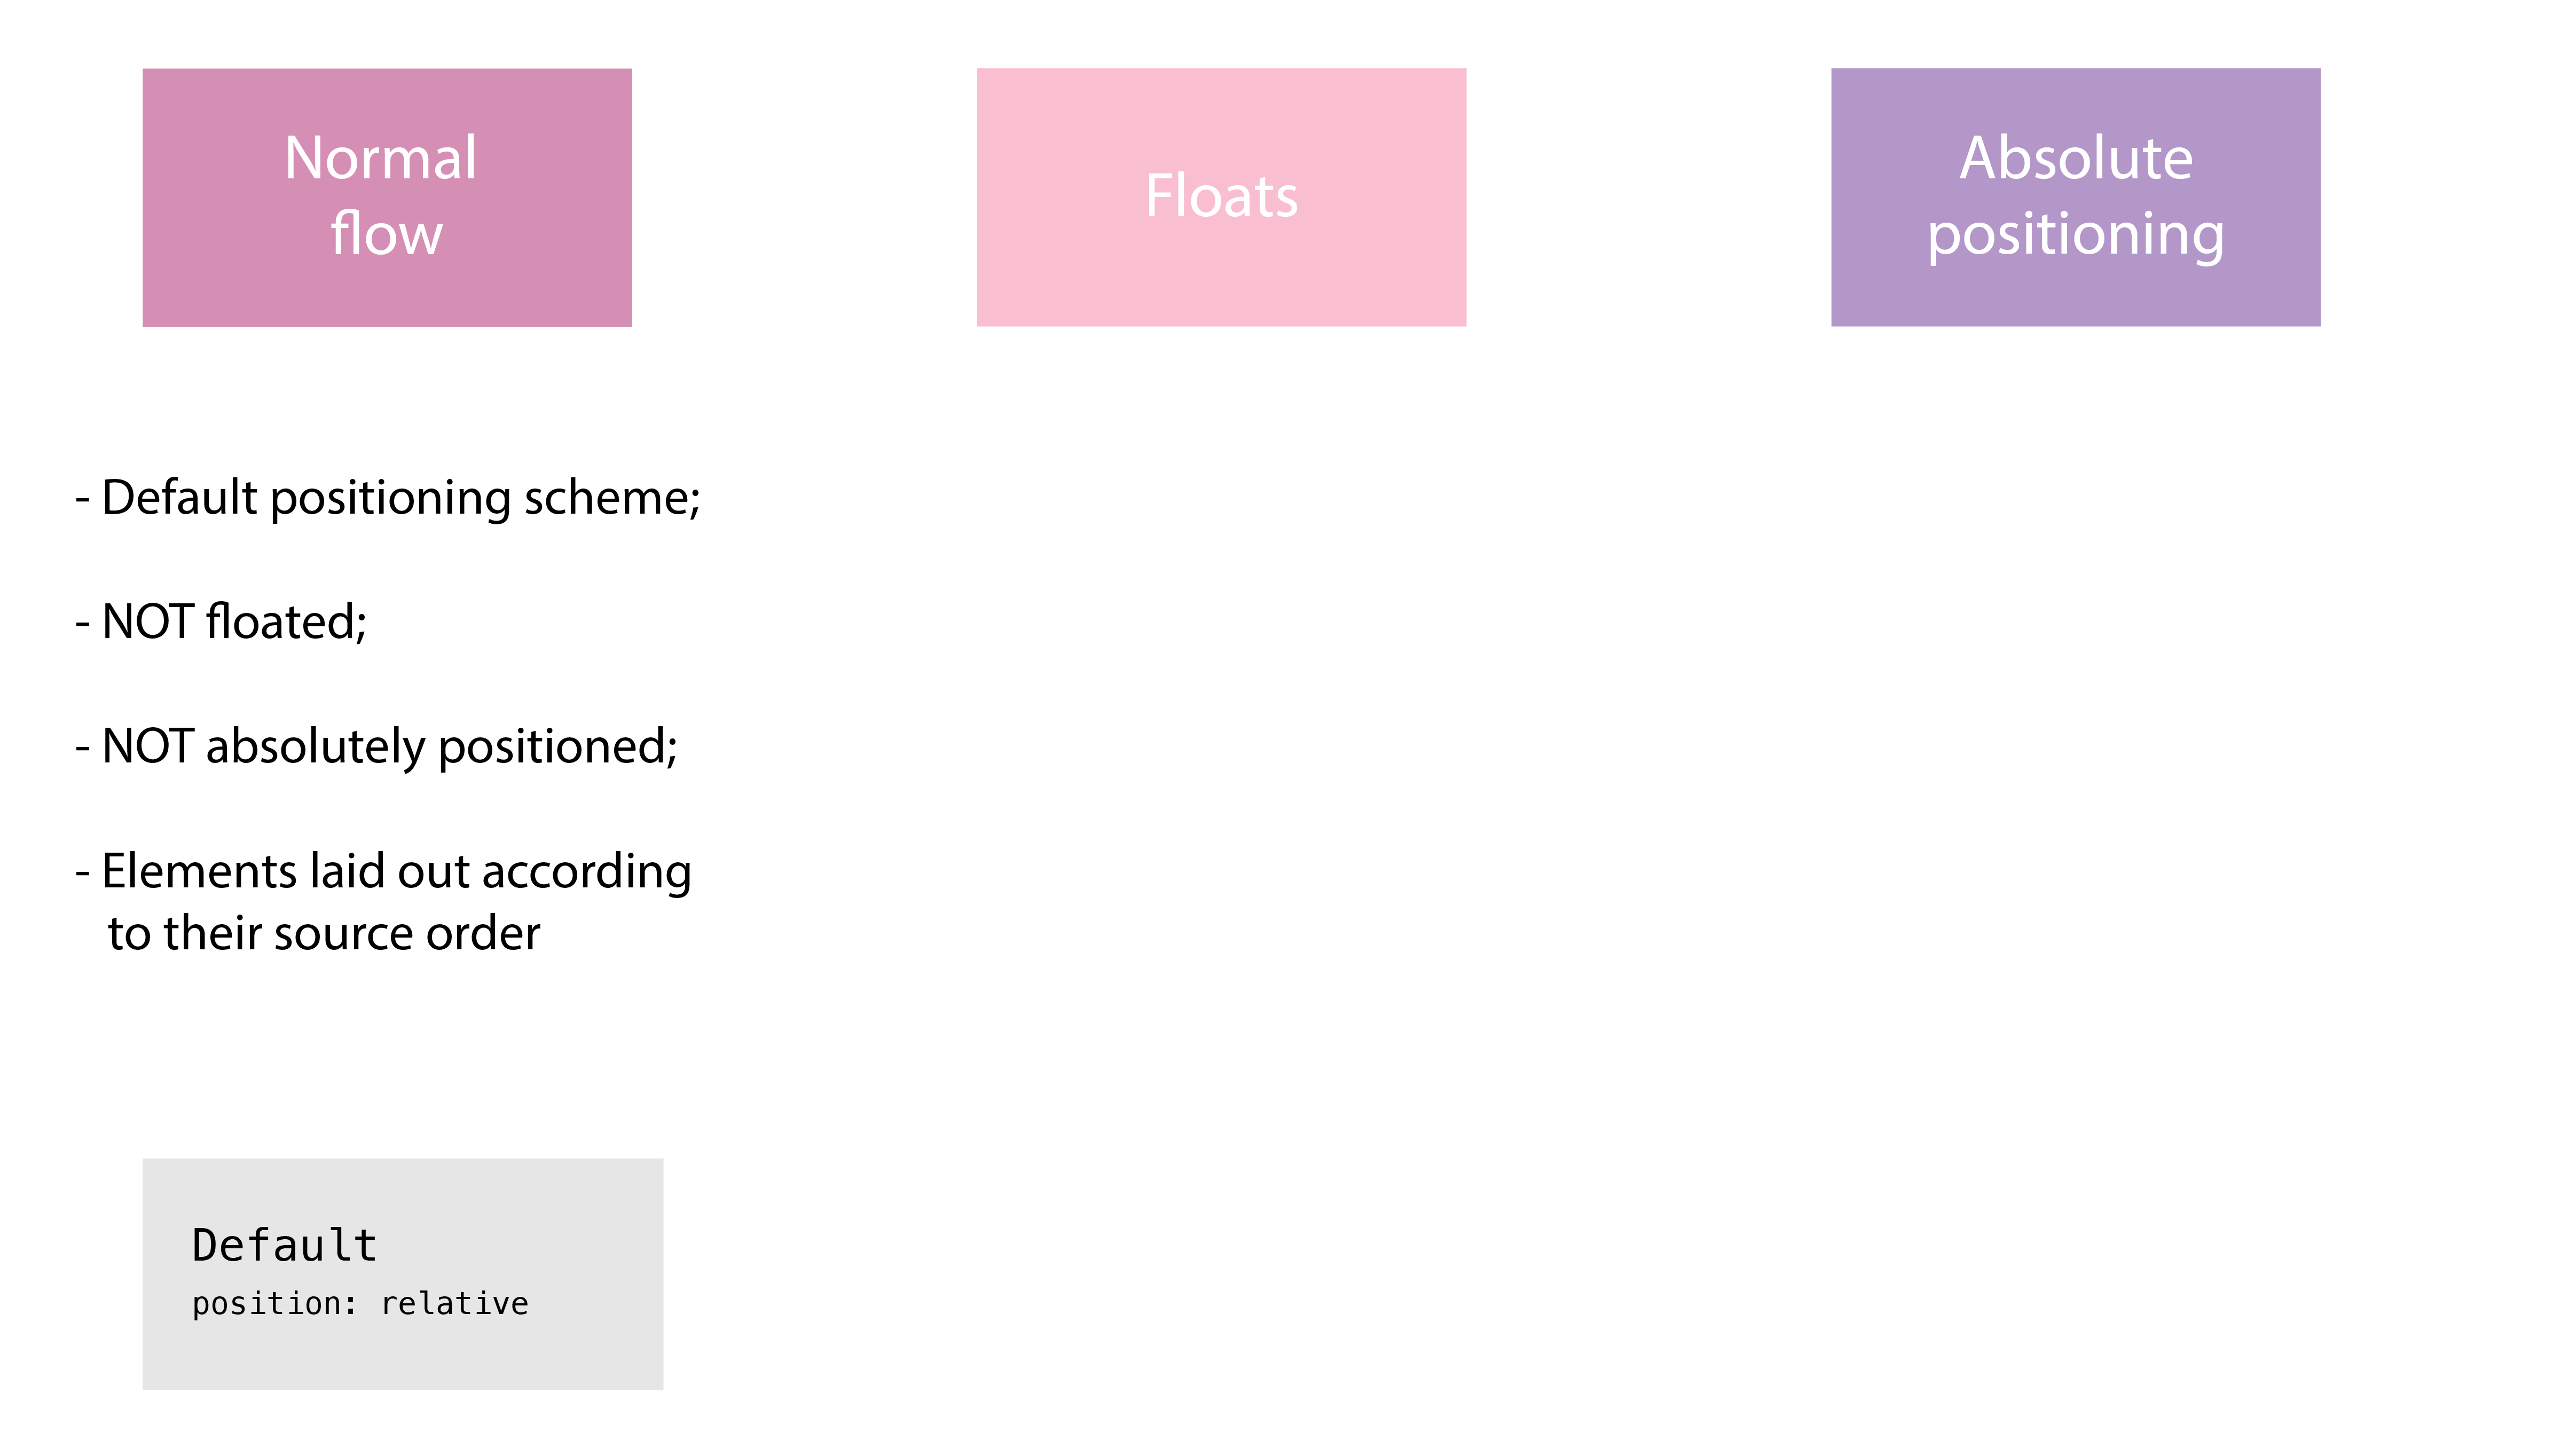 Normal
flow
Floats
Absolute
positioning
- Default positioning scheme;
- NOT floated;
- NOT absolutely positioned;
- Elements laid out according
to their source order
Default
position: relative